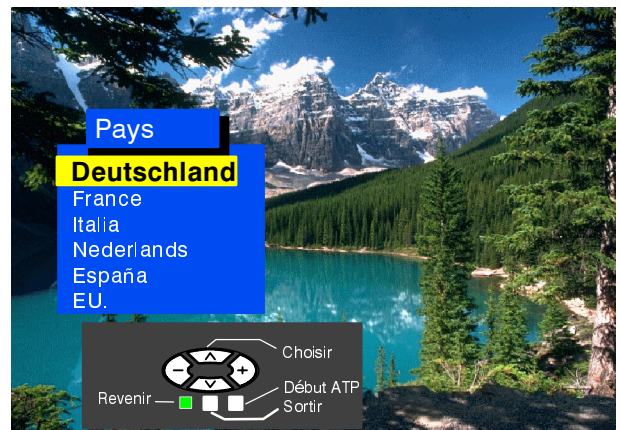 Pays
Deutschland
France
Italia
Nederlands
España
EU.
Choisir
Revenir
Début ATP
Sortir